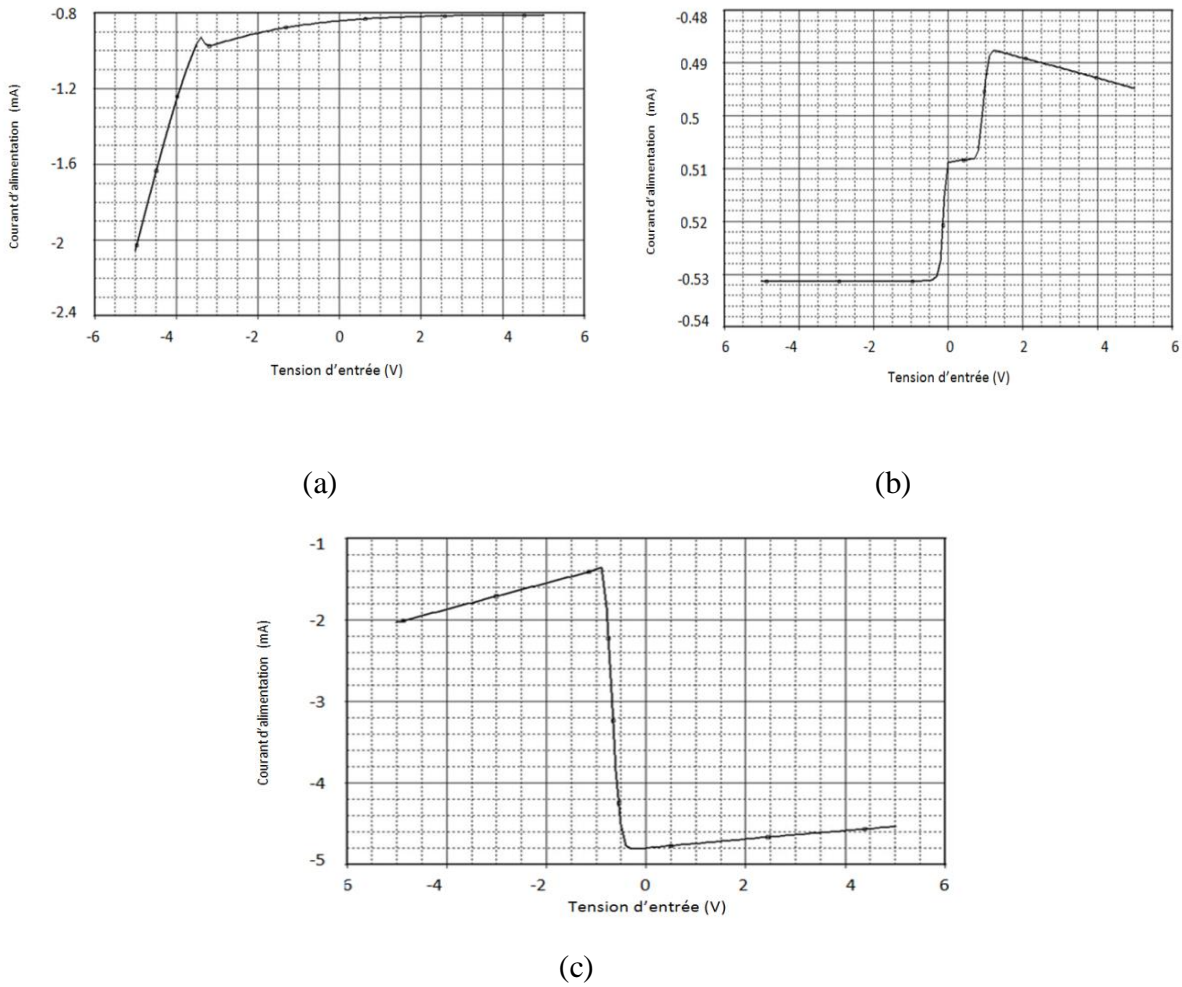 -0.8
-1.2
-1.6
-2
-2.4
-6 -4 -2 0 2 4 6
Courant d'alimentation (mA)
Tension d'entrée (V)
(a)
-0.48
0.49
0.5
0.51
0.52
-0.53
-0.54
6 -4 -2 0 2 4 6
Courant d'alimentation (mA)
Tension d'entrée (V)
(b)
-1
-2
-3
-4
-5
6 -4 -2 0 2 4 6
Courant d'alimentation (mA)
Tension d'entrée (V)
(c)